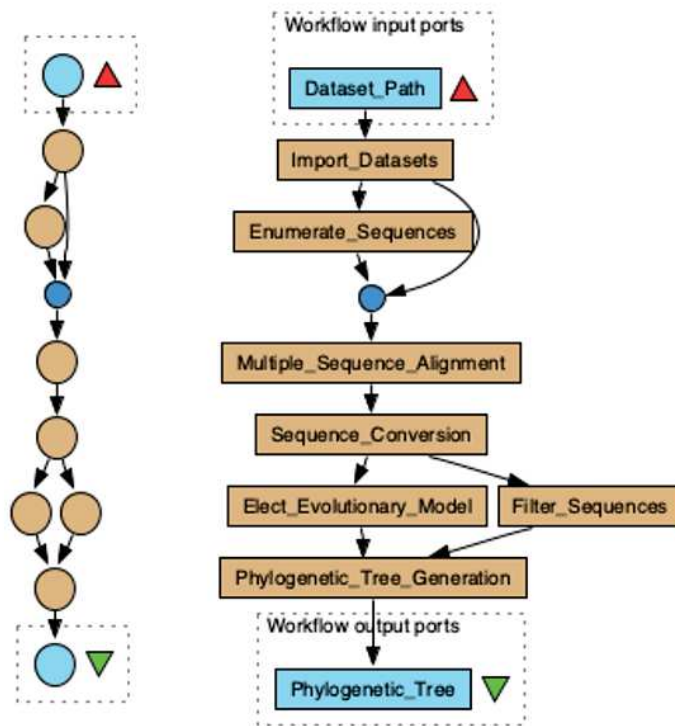 Workflow input ports
Dataset_Path
Import_Datasets
Enumerate_Sequences
Multiple_Sequence_Alignment
Sequence_Conversion
Elect_Evolutionary_Model
Filter_Sequences
Phylogenetic_Tree_Generation
Workflow output ports
Phylogenetic_Tree